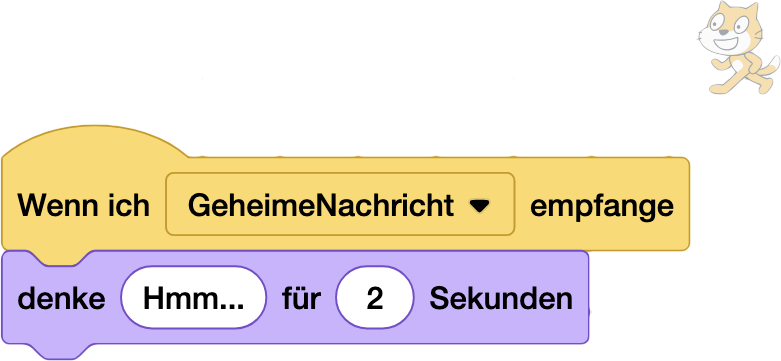 Wenn ich GeheimeNachricht empfange
denke Hmm... für 2 Sekunden